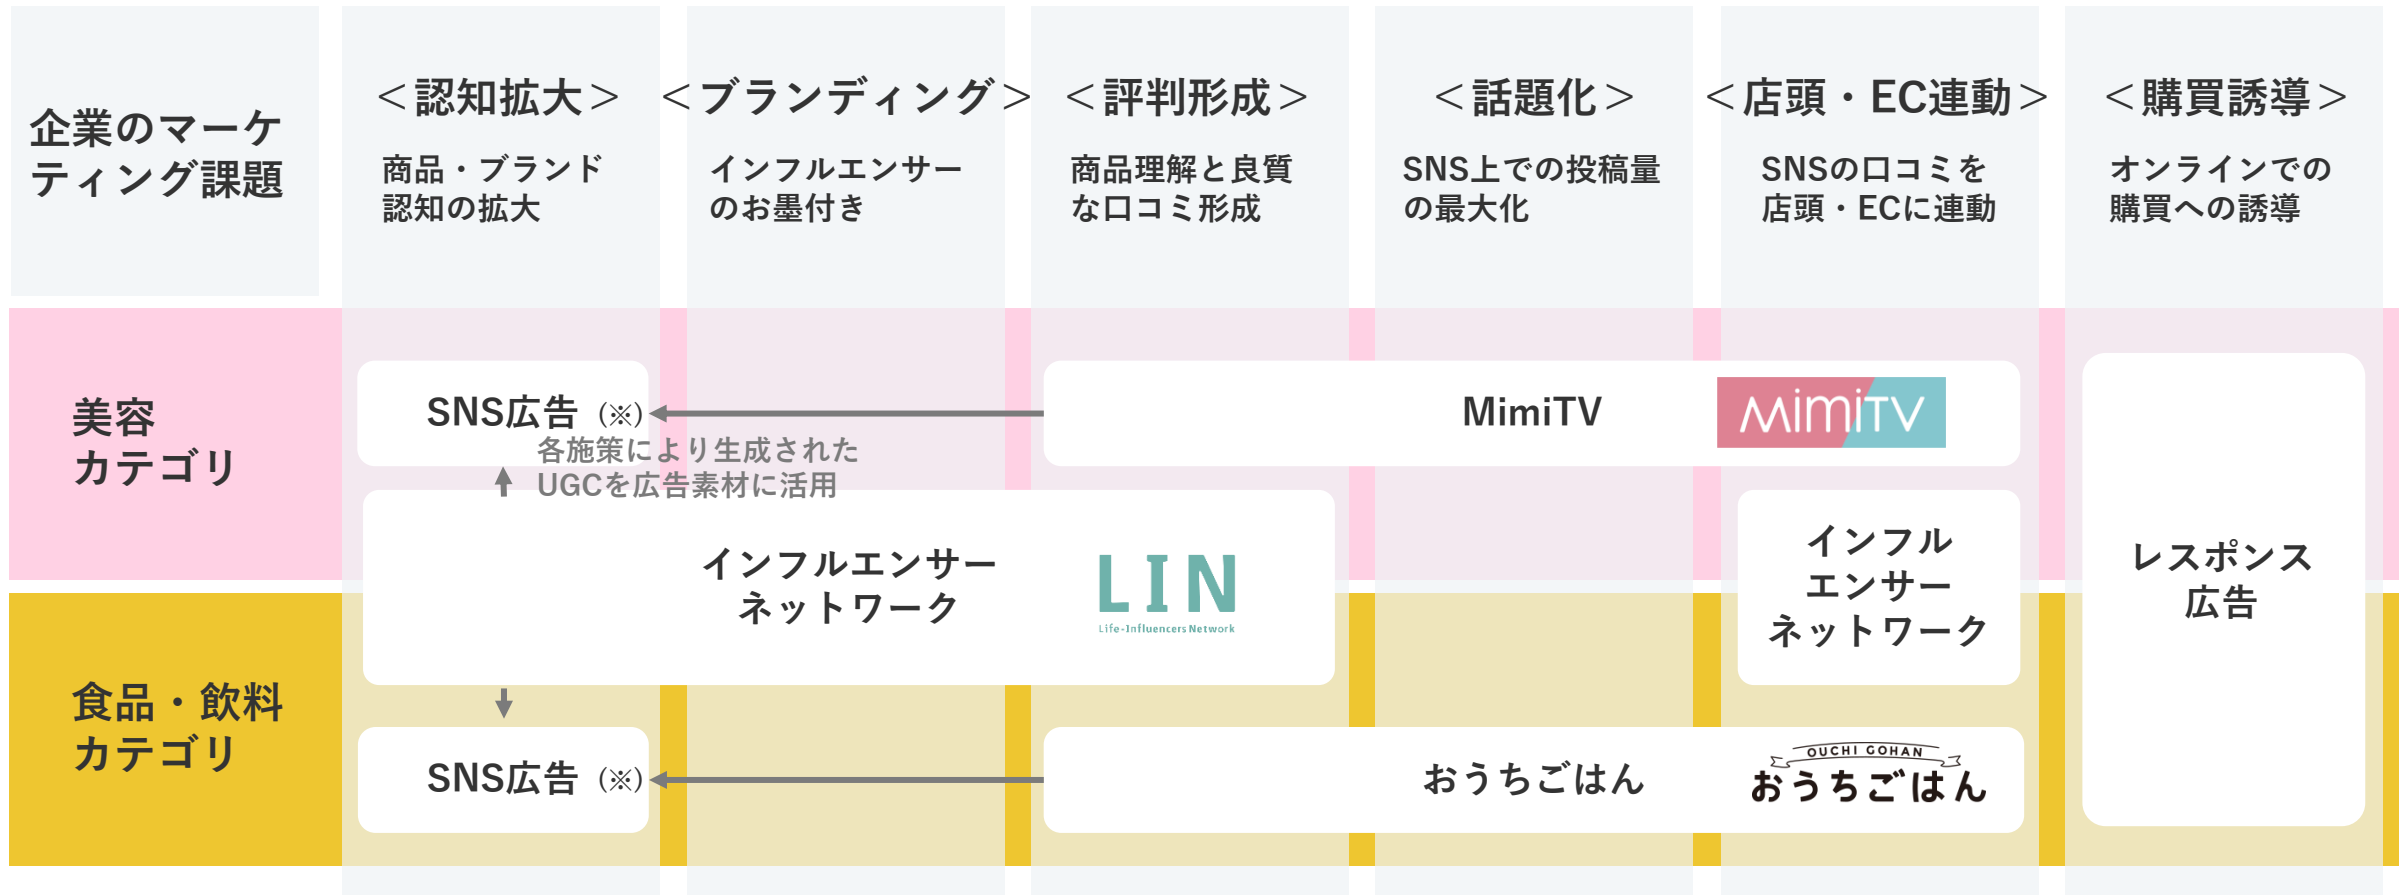 企業のマーケ
ティング課題
＜認知拡大＞
商品・ブランド
認知の拡大
＜ブランディング＞
インフルエンサー
のお墨付き
＜評判形成＞
商品理解と良質
な口コミ形成
＜話題化＞
SNS上での投稿量
の最大化
＜店頭・EC連動＞
SNSの口コミを
店頭・ECに連動
＜購買誘導＞
オンラインでの
購買への誘導
美容
カテゴリ
SNS広告（※）
各施策により生成された
UGCを広告素材に活用
MimiTV
MimiTV
インフルエンサー
ネットワーク
LIN
Life-Influencers Network
インフル
エンサー
ネットワーク
レスポンス
広告
食品・飲料
カテゴリ
SNS広告（※）
おうちごはん
OUCHI GOHAN
おうちごはん